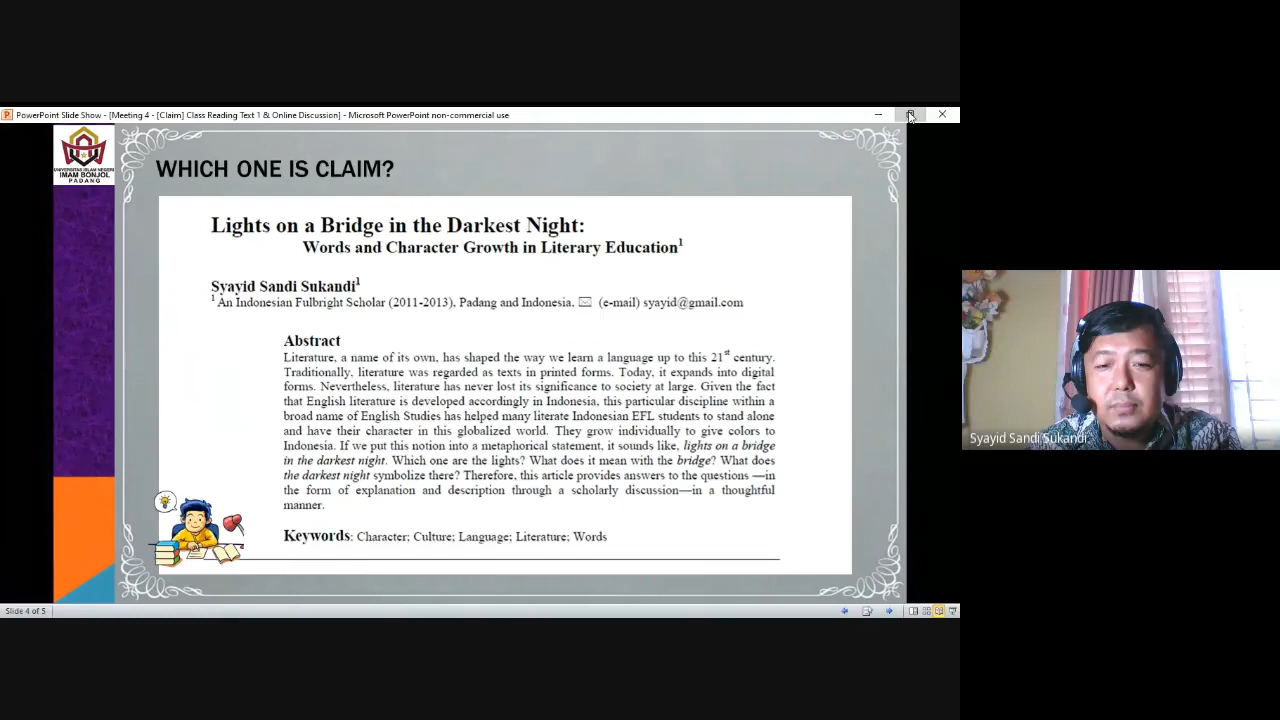 PowerPoint Slide Show - [Meeting 4 - [Claim] Class Reading Text 1 & Online Discussion] - Microsoft PowerPoint non-commercial use
UNIVERSITAS ISLAM NEGERI
IMAM BONJOL
PADANG
WHICH ONE IS CLAIM?
Lights on a Bridge in the Darkest Night:
Words and Character Growth in Literary Education¹
Syayid Sandi Sukandi¹
¹ An Indonesian Fulbright Scholar (2011-2013), Padang and Indonesia, ✉ (e-mail) syayid@gmail.com
Abstract
Literature, a name of its own, has shaped the way we learn a language up to this 21st century.
Traditionally, literature was regarded as texts in printed forms. Today, it expands into digital
forms. Nevertheless, literature has never lost its significance to society at large. Given the fact
that English literature is developed accordingly in Indonesia, this particular discipline within a
broad name of English Studies has helped many literate Indonesian EFL students to stand alone
and have their character in this globalized world. They grow individually to give colors to
Indonesia. If we put this notion into a metaphorical statement, it sounds like, lights on a bridge
in the darkest night. Which one are the lights? What does it mean with the bridge? What does
the darkest night symbolize there? Therefore, this article provides answers to the questions —in
the form of explanation and description through a scholarly discussion—in a thoughtful
manner.
Keywords: Character; Culture; Language; Literature; Words
Slide 4 of 5
Syayid Sandi Sukandi